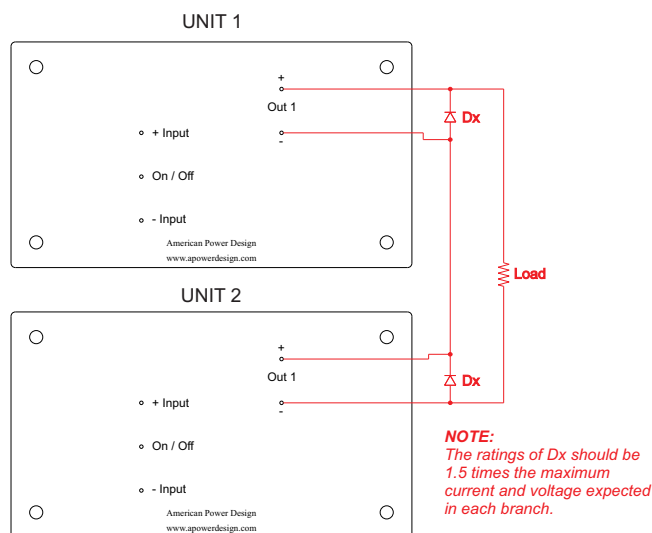 UNIT 1
+
Out 1
Dx
+ Input
-
On / Off
- Input
American Power Design
www.apowerdesign.com
Load
UNIT 2
+
Out 1
Dx
+ Input
-
On / Off
- Input
American Power Design
www.apowerdesign.com
NOTE:
The ratings of Dx should be
1.5 times the maximum
current and voltage expected
in each branch.